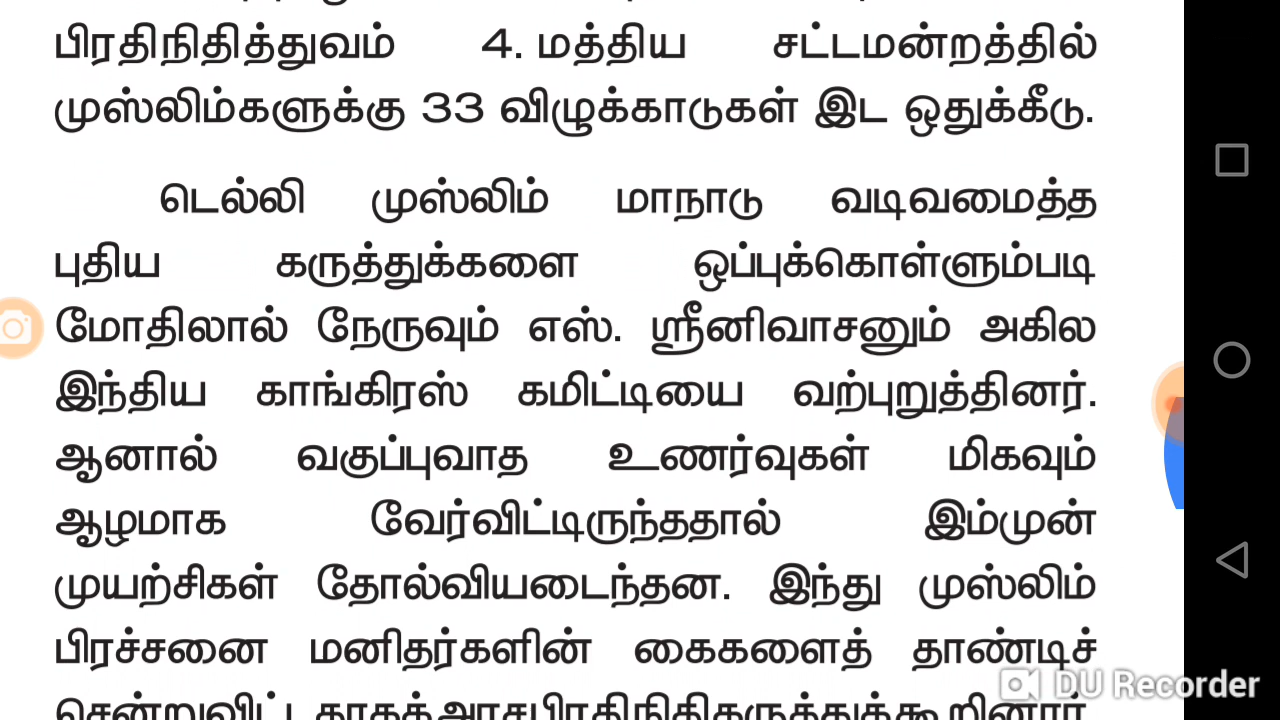 பிரதிநிதித்துவம் 4. மத்திய சட்டமன்றத்தில்
முஸ்லிம்களுக்கு 33 விழுக்காடுகள் இட ஒதுக்கீடு.
டெல்லி முஸ்லிம் மாநாடு வடிவமைத்த
புதிய கருத்துக்களை ஒப்புக்கொள்ளும்படி
மோதிலால் நேருவும் எஸ். ஸ்ரீனிவாசனும் அகில
இந்திய காங்கிரஸ் கமிட்டியை வற்புறுத்தினர்.
ஆனால் வகுப்புவாத உணர்வுகள் மிகவும்
ஆழமாக வேர்விட்டிருந்ததால் இம்முன்
முயற்சிகள் தோல்வியடைந்தன. இந்து முஸ்லிம்
பிரச்சனை மனிதர்களின் கைகளைத் தாண்டிச்
DU Recorder